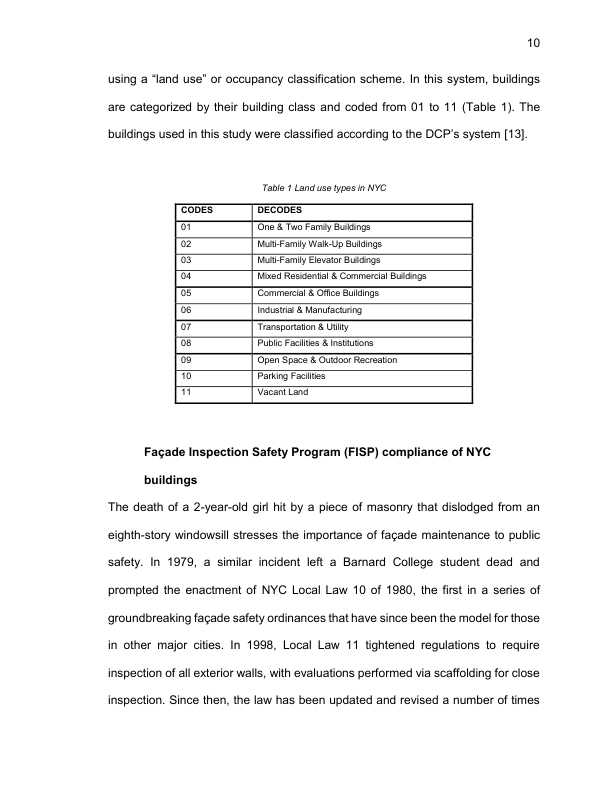 10
using a “land use” or occupancy classification scheme. In this system, buildings
are categorized by their building class and coded from 01 to 11 (Table 1). The
buildings used in this study were classified according to the DCP’s system [13].
Table 1 Land use types in NYC
CODES DECODES
01 One & Two Family Buildings
02 Multi-Family Walk-Up Buildings
03 Multi-Family Elevator Buildings
04 Mixed Residential & Commercial Buildings
05 Commercial & Office Buildings
06 Industrial & Manufacturing
07 Transportation & Utility
08 Public Facilities & Institutions
09 Open Space & Outdoor Recreation
10 Parking Facilities
11 Vacant Land
Façade Inspection Safety Program (FISP) compliance of NYC
buildings
The death of a 2-year-old girl hit by a piece of masonry that dislodged from an
eighth-story windowsill stresses the importance of façade maintenance to public
safety. In 1979, a similar incident left a Barnard College student dead and
prompted the enactment of NYC Local Law 10 of 1980, the first in a series of
groundbreaking façade safety ordinances that have since been the model for those
in other major cities. In 1998, Local Law 11 tightened regulations to require
inspection of all exterior walls, with evaluations performed via scaffolding for close
inspection. Since then, the law has been updated and revised a number of times